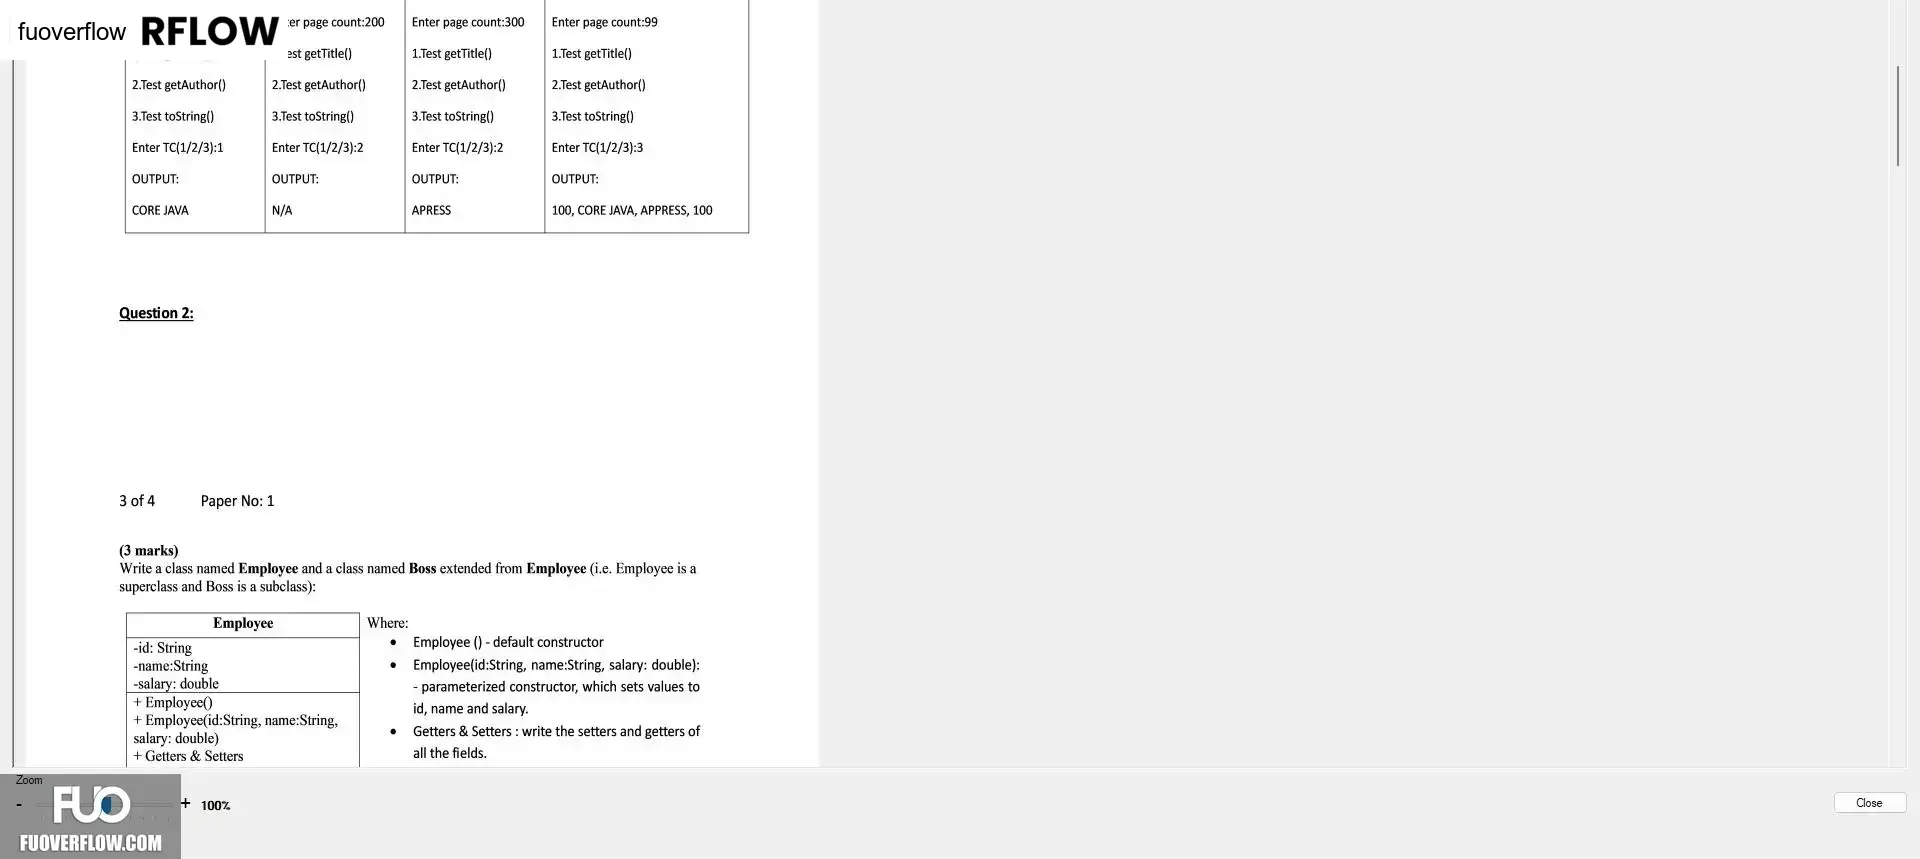 fuoverflow RFLOW
er page count:200 Enter page count:300 Enter page count:99
est getTitle() 1.Test getTitle() 1.Test getTitle()
2.Test getAuthor() 2.Test getAuthor() 2.Test getAuthor() 2.Test getAuthor()
3.Test toString() 3.Test toString() 3.Test toString() 3.Test toString()
Enter TC(1/2/3):1 Enter TC(1/2/3):2 Enter TC(1/2/3):2 Enter TC(1/2/3):3
OUTPUT: OUTPUT: OUTPUT: OUTPUT:
CORE JAVA N/A APRESS 100, CORE JAVA, APPRESS, 100
Question 2:
3 of 4 Paper No: 1
(3 marks)
Write a class named Employee and a class named Boss extended from Employee (i.e. Employee is a
superclass and Boss is a subclass):
Employee
-id: String
-name:String
-salary: double
+ Employee()
+ Employee(id:String, name:String,
salary: double)
+ Getters & Setters
Where:
• Employee () - default constructor
• Employee(id:String, name:String, salary: double):
- parameterized constructor, which sets values to
id, name and salary.
• Getters & Setters : write the setters and getters of
all the fields.
Zoom
- + 100%
Close
FUO
FUOVERFLOW.COM